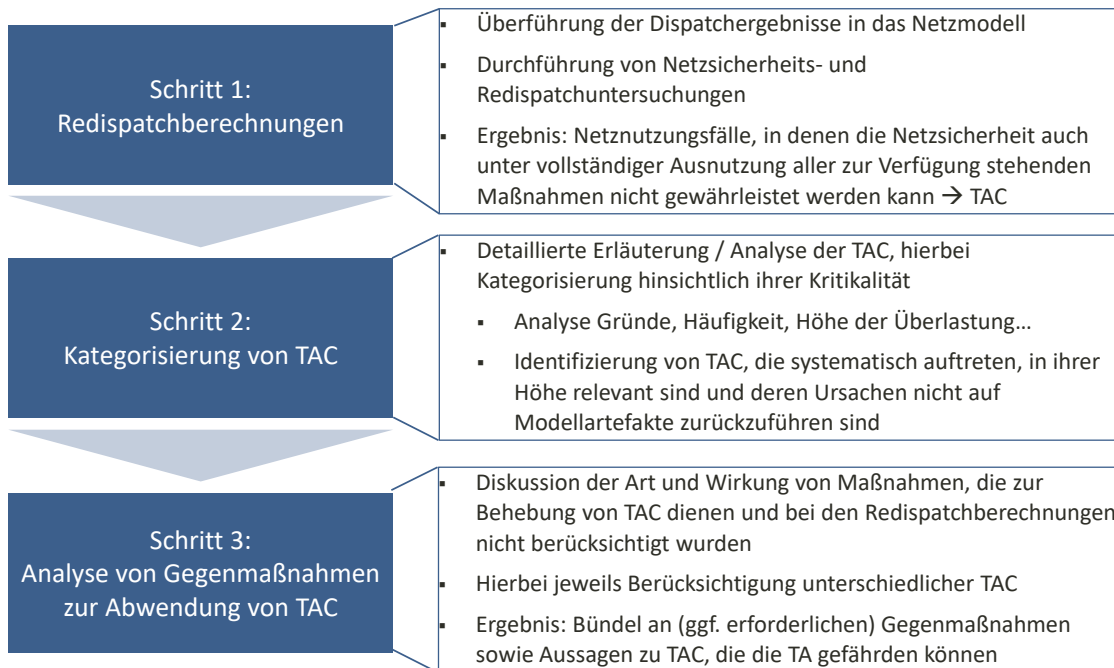 Schritt 1:
Redispatchberechnungen
▪ Überführung der Dispatchergebnisse in das Netzmodell
▪ Durchführung von Netzsicherheits- und
Redispatchuntersuchungen
▪ Ergebnis: Netznutzungsfälle, in denen die Netzsicherheit auch
unter vollständiger Ausnutzung aller zur Verfügung stehenden
Maßnahmen nicht gewährleistet werden kann → TAC
Schritt 2:
Kategorisierung von TAC
▪ Detaillierte Erläuterung / Analyse der TAC, hierbei
Kategorisierung hinsichtlich ihrer Kritikalität
▪ Analyse Gründe, Häufigkeit, Höhe der Überlastung...
▪ Identifizierung von TAC, die systematisch auftreten, in ihrer
Höhe relevant sind und deren Ursachen nicht auf
Modellartefakte zurückzuführen sind
Schritt 3:
Analyse von Gegenmaßnahmen
zur Abwendung von TAC
▪ Diskussion der Art und Wirkung von Maßnahmen, die zur
Behebung von TAC dienen und bei den Redispatchberechnungen
nicht berücksichtigt wurden
▪ Hierbei jeweils Berücksichtigung unterschiedlicher TAC
▪ Ergebnis: Bündel an (ggf. erforderlichen) Gegenmaßnahmen
sowie Aussagen zu TAC, die die TA gefährden können